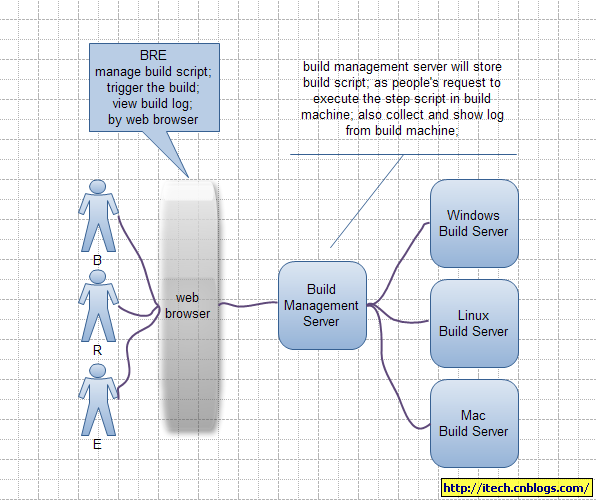 BRE
manage build script;
trigger the build;
view build log;
by web browser
build management server will store
build script; as people's request to
execute the step script in build
machine; also collect and show log
from build machine;
B
R
E
web
browser
Build
Management
Server
Windows
Build Server
Linux
Build Server
Mac
Build Server
http://itech.cnblogs.com/